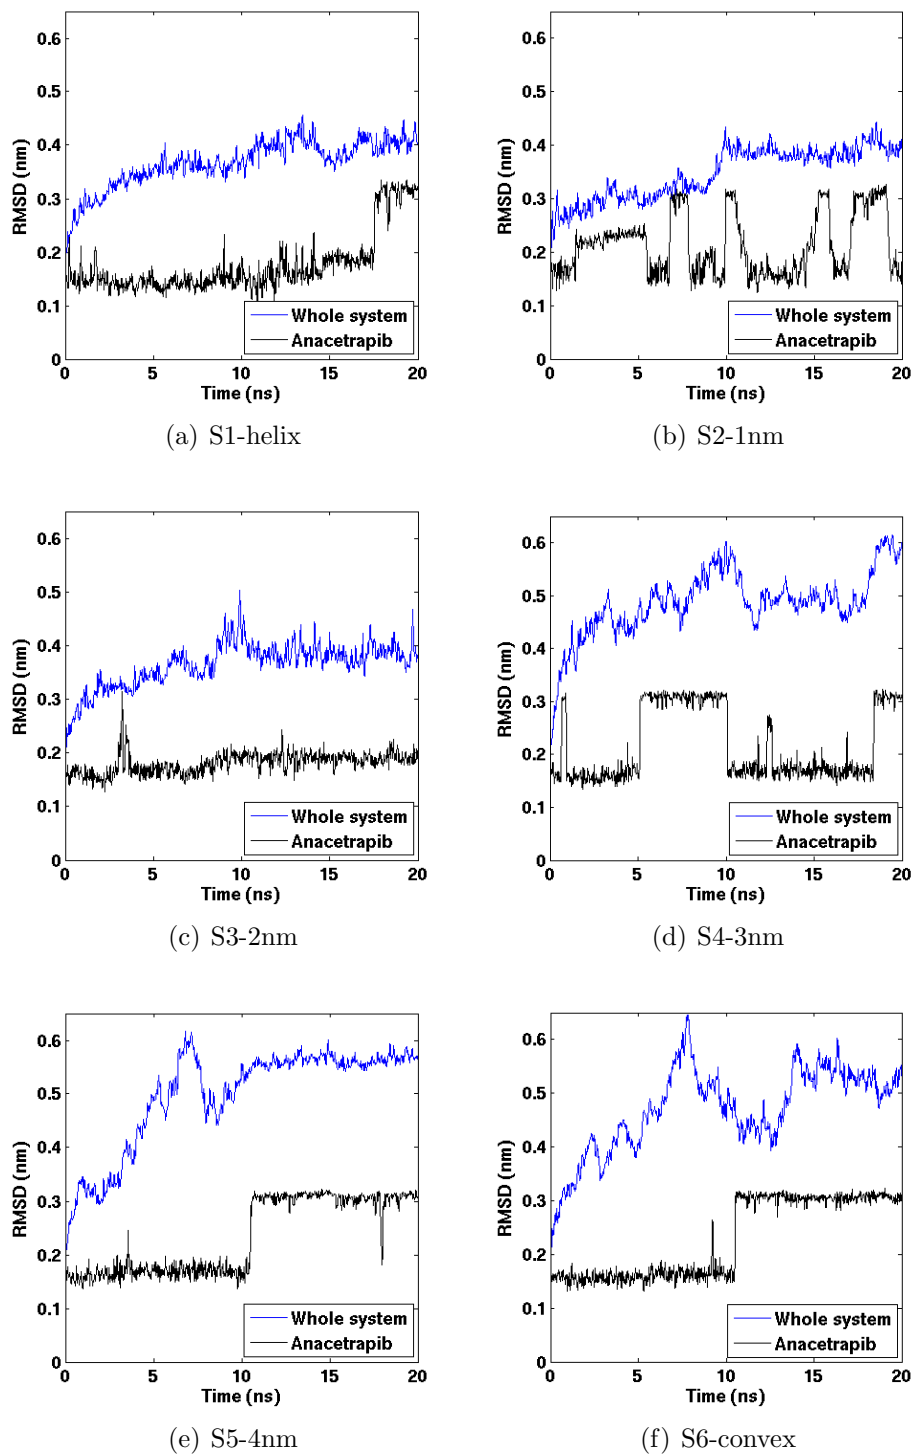 0.6
0.5
0.4
0.3
0.2
0.1
0
RMSD (nm)
Whole system
Anacetrapib
0 5 10 15 20
Time (ns)
(a) S1-helix
0.6
0.5
0.4
0.3
0.2
0.1
0
RMSD (nm)
Whole system
Anacetrapib
0 5 10 15 20
Time (ns)
(b) S2-1nm
0.6
0.5
0.4
0.3
0.2
0.1
0
RMSD (nm)
Whole system
Anacetrapib
0 5 10 15 20
Time (ns)
(c) S3-2nm
0.6
0.5
0.4
0.3
0.2
0.1
0
RMSD (nm)
Whole system
Anacetrapib
0 5 10 15 20
Time (ns)
(d) S4-3nm
0.6
0.5
0.4
0.3
0.2
0.1
0
RMSD (nm)
Whole system
Anacetrapib
0 5 10 15 20
Time (ns)
(e) S5-4nm
0.6
0.5
0.4
0.3
0.2
0.1
0
RMSD (nm)
Whole system
Anacetrapib
0 5 10 15 20
Time (ns)
(f) S6-convex